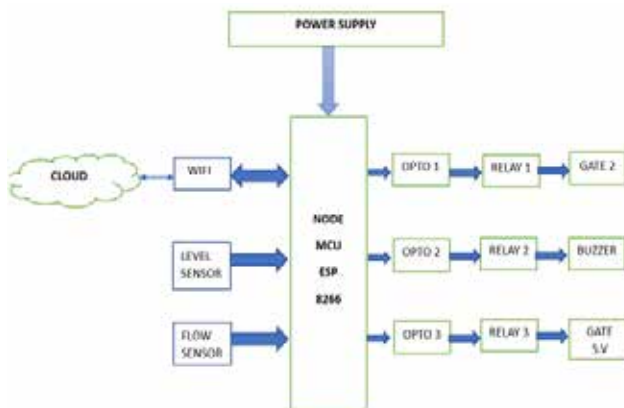 POWER SUPPLY
CLOUD
WIFI
LEVEL
SENSOR
FLOW
SENSOR
NODE
MCU
ESP
8266
OPTO 1
RELAY 1
GATE 2
OPTO 2
RELAY 2
BUZZER
OPTO 3
RELAY 3
GATE
S.V